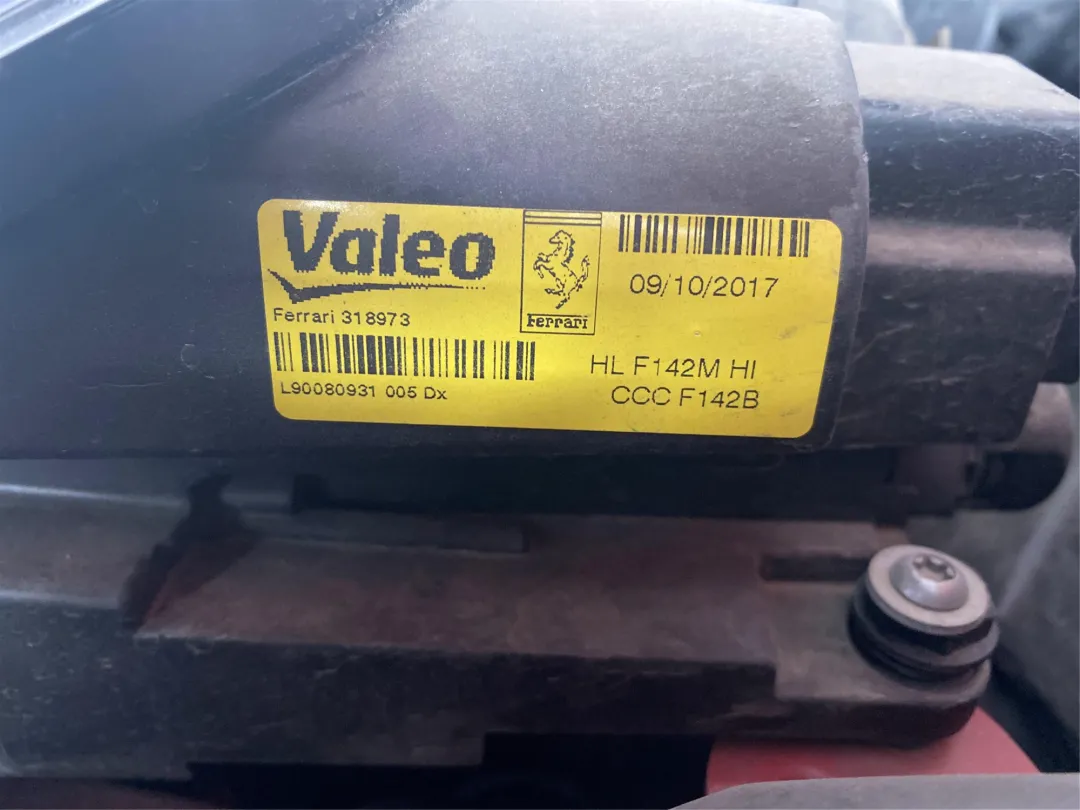 Valeo
Ferrari
09/10/2017
Ferrari 318973
HL F142M HI
L90080931 005 Dx
CCC F142B